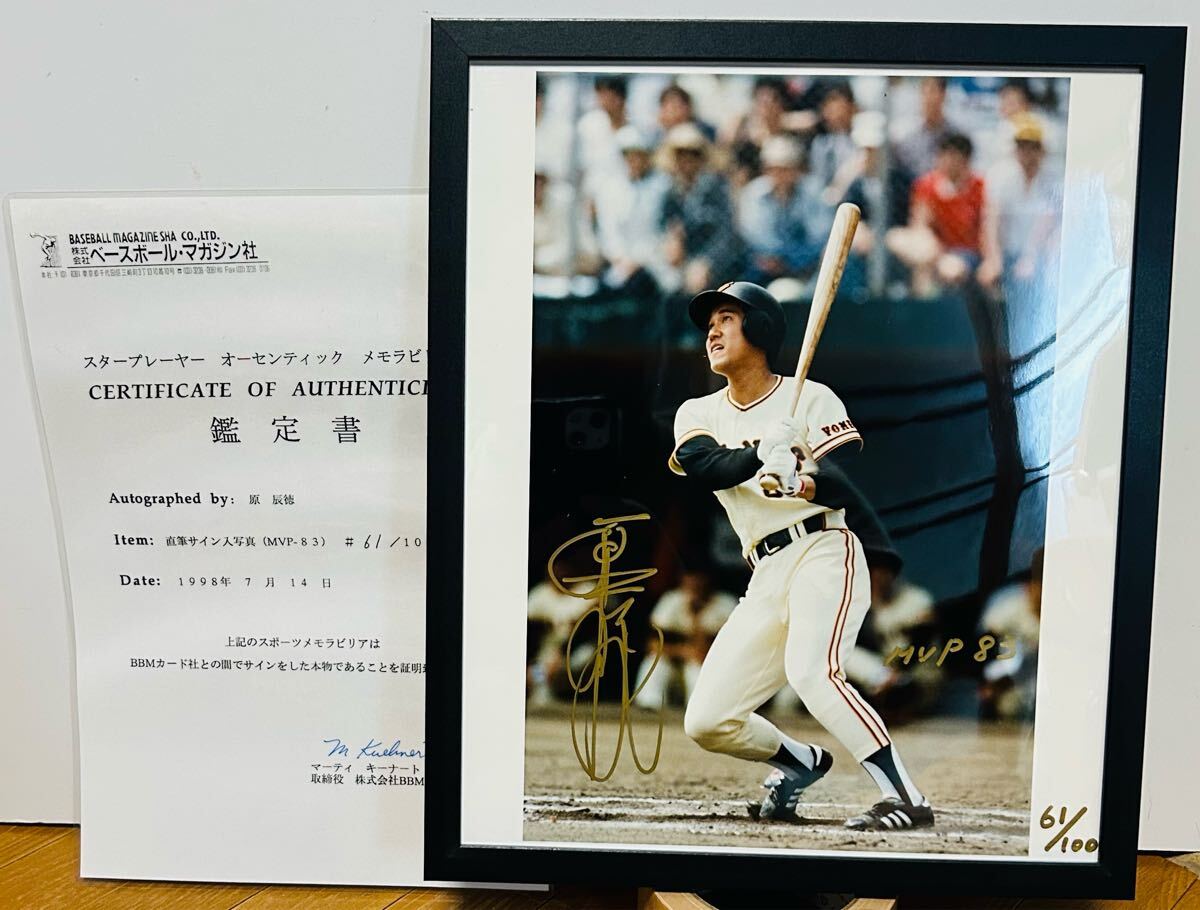 BASEBALL MAGAZINE SHA CO.,LTD.
株式会社 ベースボール・マガジン社
スタープレーヤー オーセンティック メモラビリ
CERTIFICATE OF AUTHENTICI
鑑 定 書
Autographed by: 原 辰徳
Item: 直筆サイン入写真(MVP-83) # 61/10
Date: 1998年 7 月 14 日
上記のスポーツメモラビリアは
BBMカード社との間でサインをした本物であることを証明
M Kuehnert
マーティ キーナート
取締役 株式会社BBM
YOMI
MVP 83
61/100